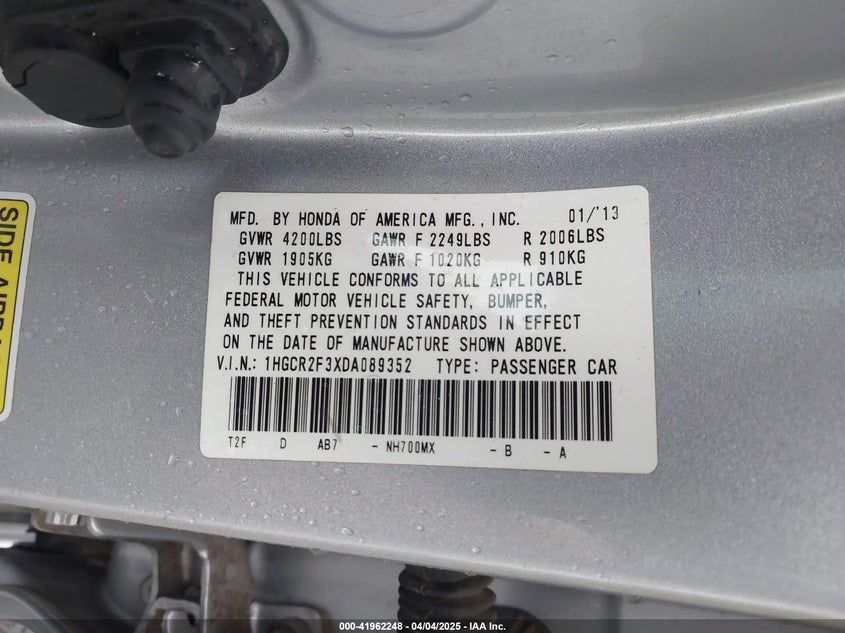 MFD. BY HONDA OF AMERICA MFG., INC. 01/'13
GVWR 4200LBS GAWR F 2249LBS R 2006LBS
GVWR 1905KG GAWR F 1020KG R 910KG
THIS VEHICLE CONFORMS TO ALL APPLICABLE
FEDERAL MOTOR VEHICLE SAFETY, BUMPER,
AND THEFT PREVENTION STANDARDS IN EFFECT
ON THE DATE OF MANUFACTURE SHOWN ABOVE.
V.I.N.: 1HGCR2F3XDA089352 TYPE: PASSENGER CAR
T2F D AB7 - NH700MX - B - A
SIDE
000-41962248 - 04/04/2025 - IAA Inc.